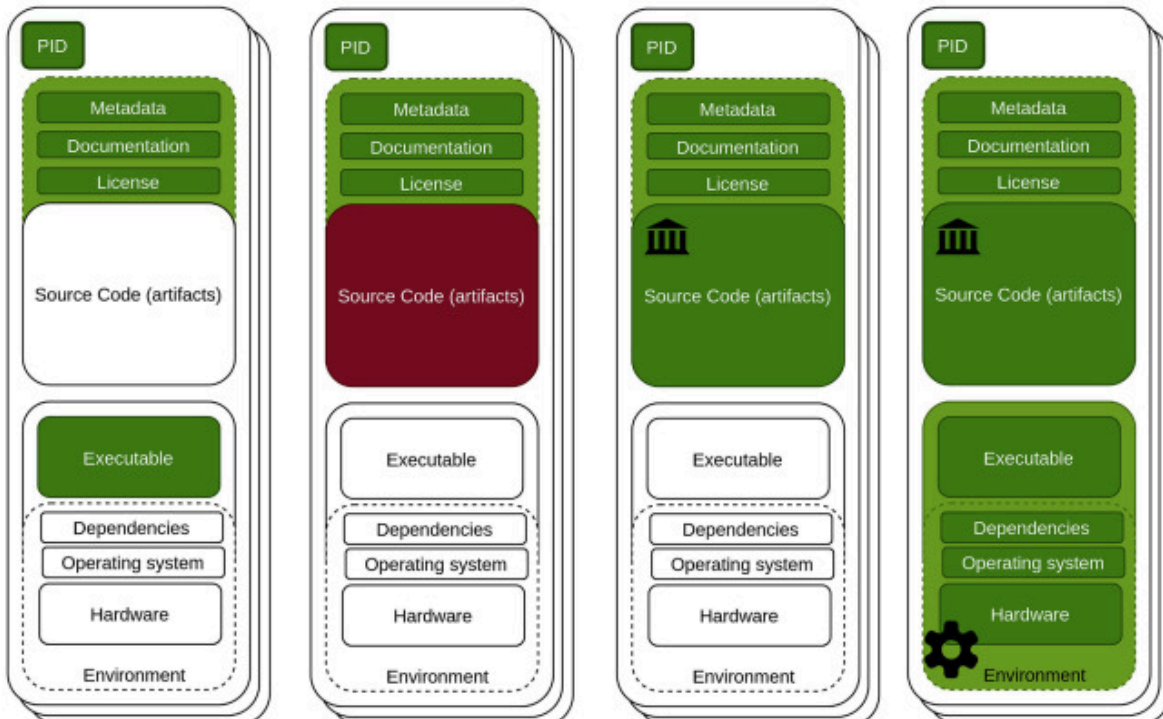 PID
Metadata
Documentation
License
Source Code (artifacts)
Executable
Dependencies
Operating system
Hardware
Environment
PID
Metadata
Documentation
License
Source Code (artifacts)
Executable
Dependencies
Operating system
Hardware
Environment
PID
Metadata
Documentation
License
Source Code (artifacts)
Executable
Dependencies
Operating system
Hardware
Environment
PID
Metadata
Documentation
License
Source Code (artifacts)
Executable
Dependencies
Operating system
Hardware
Environment